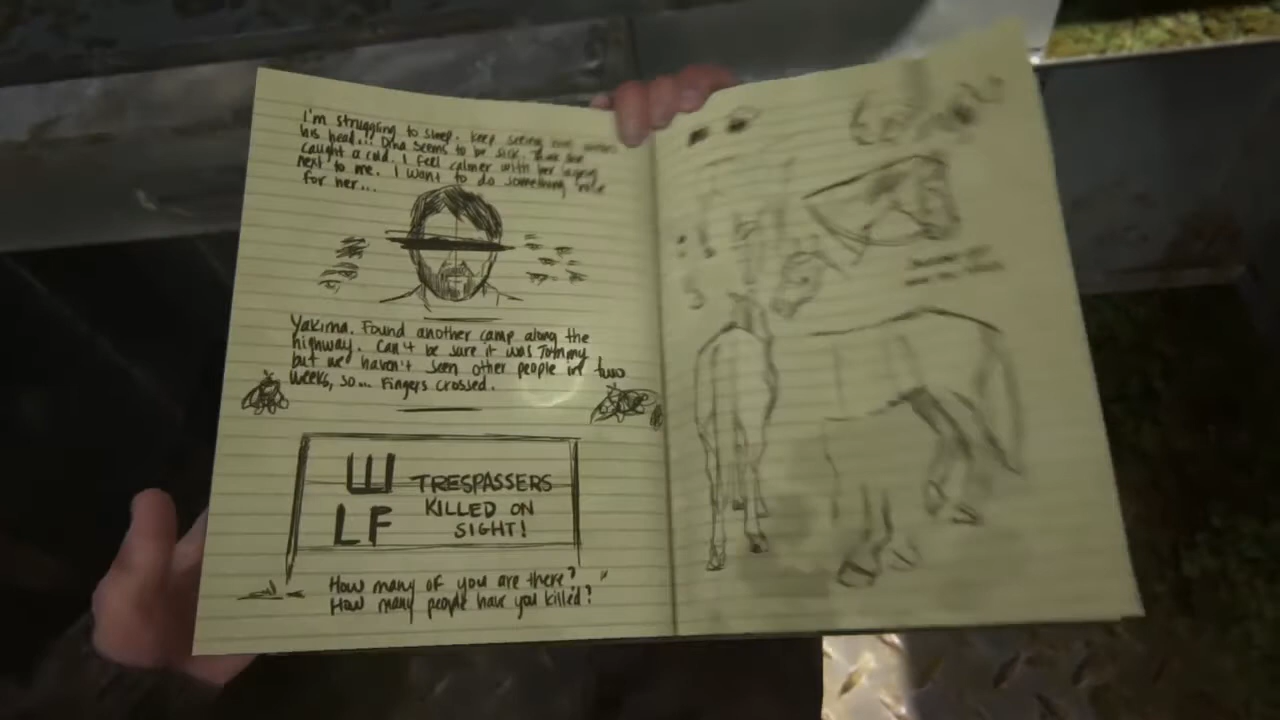 I'm struggling to sleep. Keep seeing
his head... Dina seems to be sick. Think she
caught a cold. I feel calmer with her laying
next to me. I want to do something nice
for her...
Yakima. Found another camp along the
highway. Can't be sure it was Tommy
but we haven't seen other people in two
weeks, so... Fingers crossed.
W TRESPASSERS
LF KILLED ON
SIGHT!
How many of you are there?
How many people have you killed?